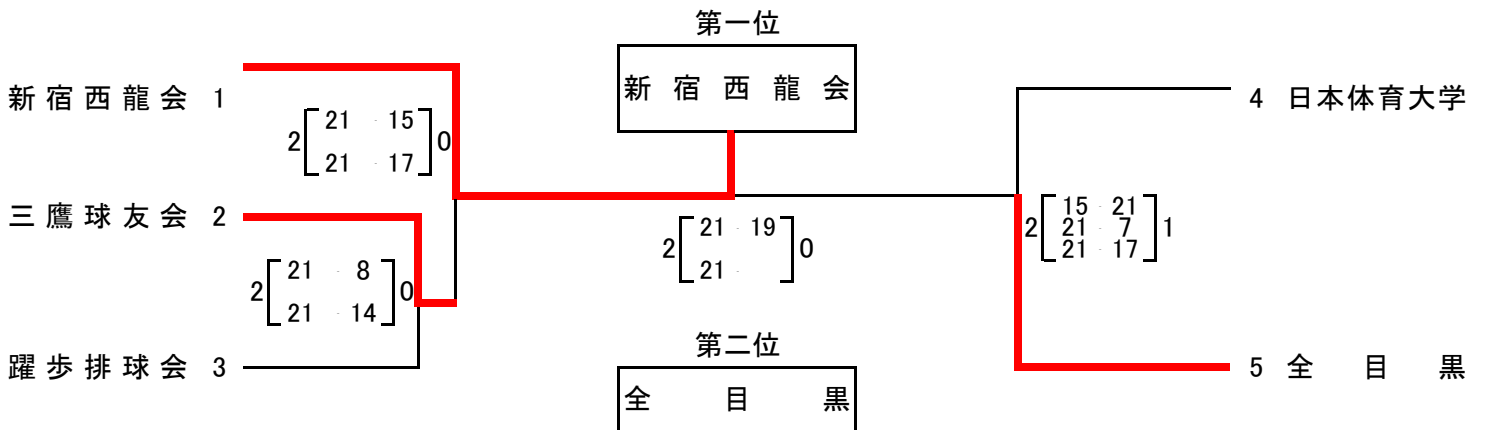 第一位
新宿西龍会
新宿西龍会 1
2 21 - 15 0
21 - 17
三鷹球友会 2
2 21 - 8 0
21 - 14
躍歩排球会 3
2 21 - 19 0
21 -
4 日本体育大学
15 - 21
2 21 - 7 1
21 - 17
5 全目黒
第二位
全目黒